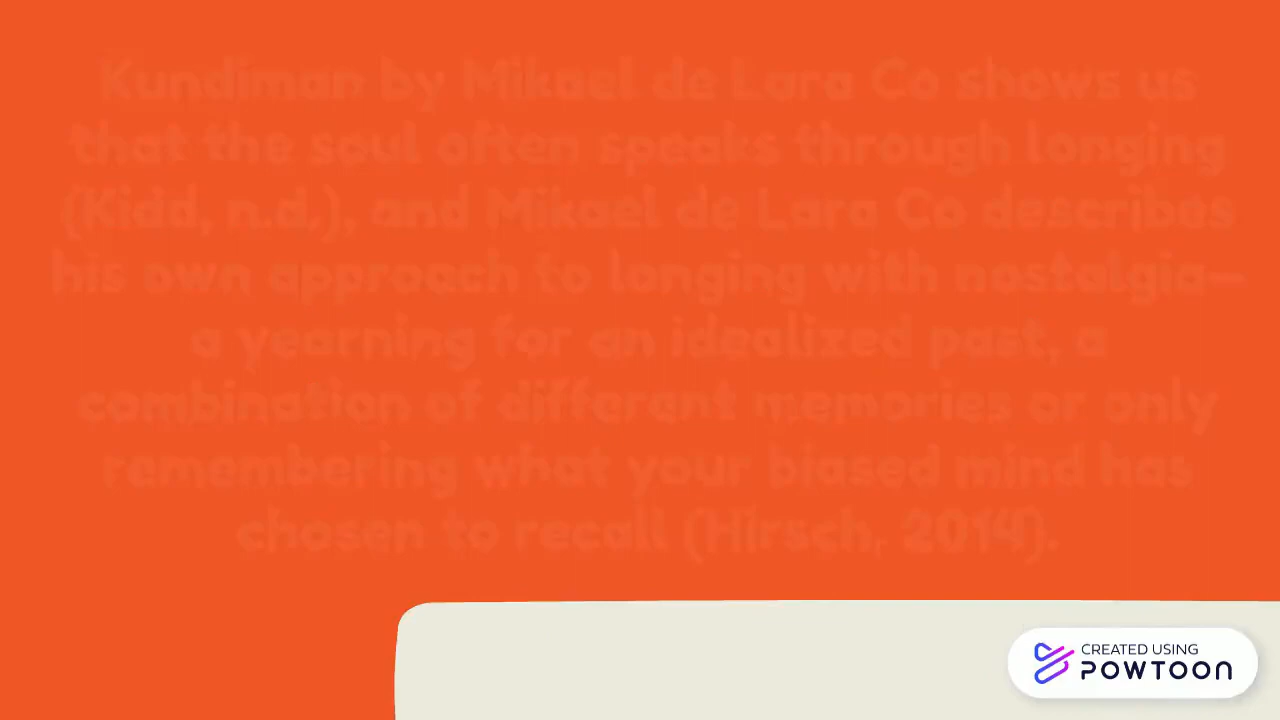 Kundiman by Mikael de Lara Co shows us
that the soul often speaks through longing
(Kidd, n.d.), and Mikael de Lara Co describes
his own approach to longing with nostalgia—
a yearning for an idealized past, a
combination of different memories or only
remembering what your biased mind has
chosen to recall (Hirsch, 2014).
CREATED USING
POWTOON